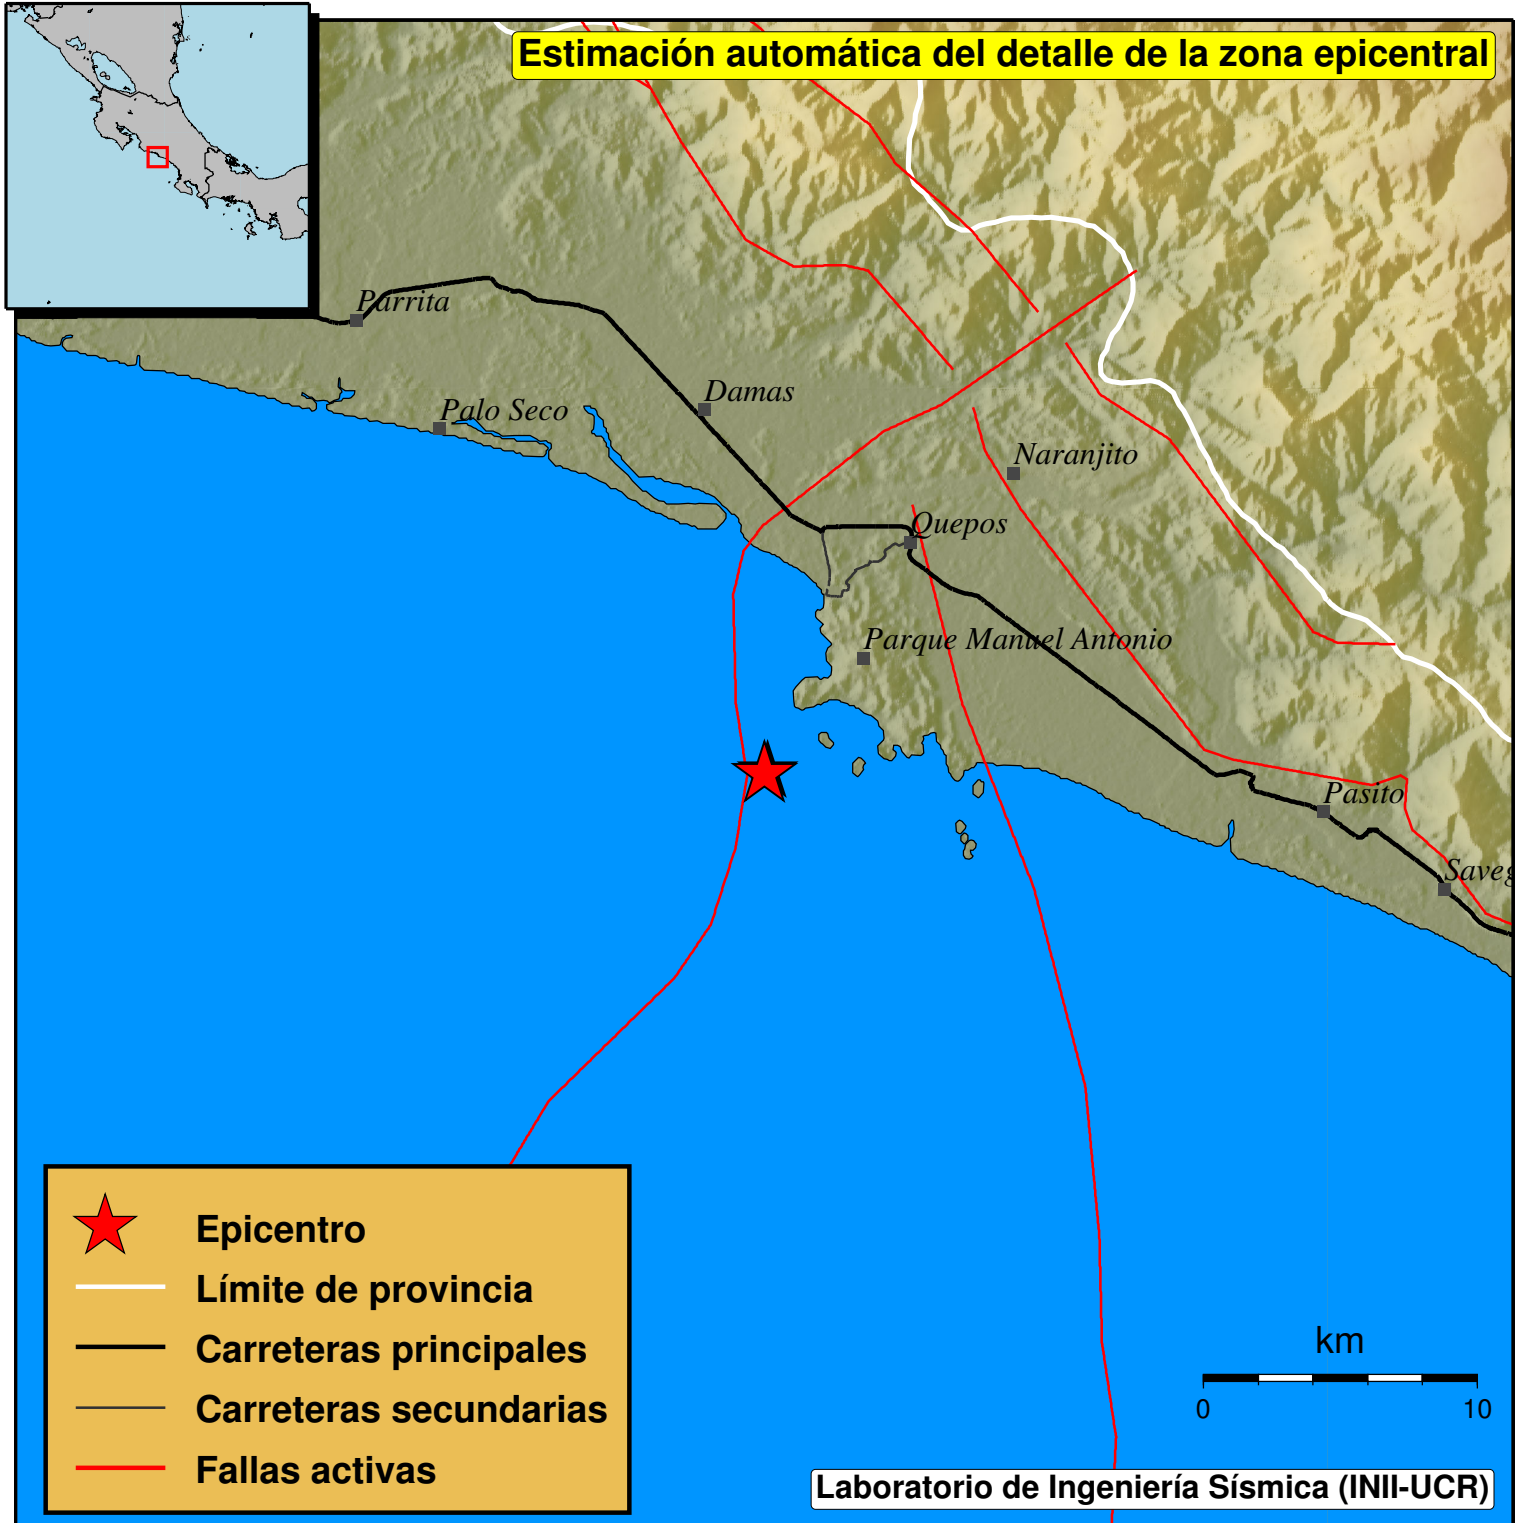 Estimación automática del detalle de la zona epicentral
Parrita
Damas
Palo Seco
Naranjito
Quepos
Parque Manuel Antonio
Pasito
Saveg
Epicentro
Límite de provincia
Carreteras principales
Carreteras secundarias
Fallas activas
km
0 10
Laboratorio de Ingeniería Sísmica (INII-UCR)